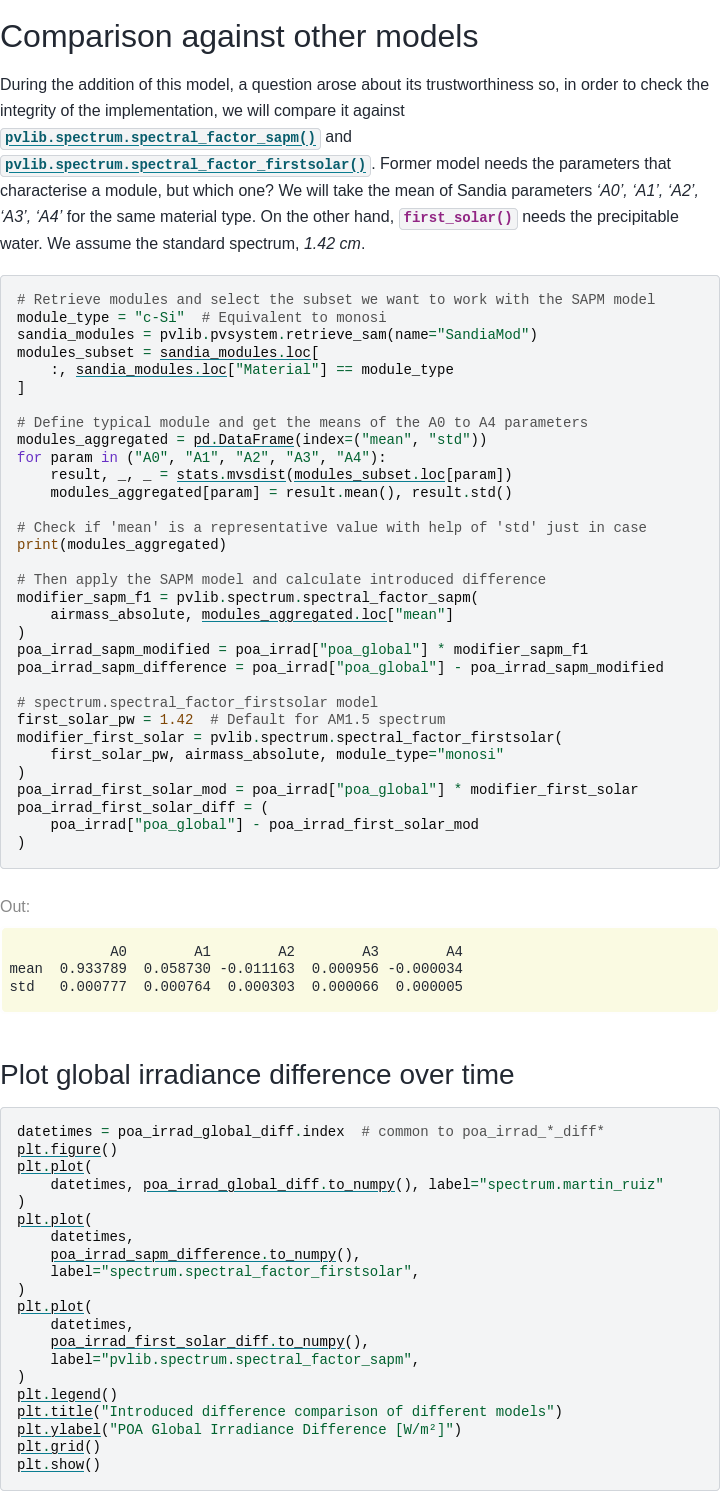 Comparison against other models
During the addition of this model, a question arose about its trustworthiness so, in order to check the
integrity of the implementation, we will compare it against
pvlib.spectrum.spectral_factor_sapm() and
pvlib.spectrum.spectral_factor_firstsolar(). Former model needs the parameters that
characterise a module, but which one? We will take the mean of Sandia parameters ‘A0’, ‘A1’, ‘A2’,
‘A3’, ‘A4’ for the same material type. On the other hand, first_solar() needs the precipitable
water. We assume the standard spectrum, 1.42 cm.
# Retrieve modules and select the subset we want to work with the SAPM model
module_type = "c-Si"  # Equivalent to monosi
sandia_modules = pvlib.pvsystem.retrieve_sam(name="SandiaMod")
modules_subset = sandia_modules.loc[
    :, sandia_modules.loc["Material"] == module_type
]
# Define typical module and get the means of the A0 to A4 parameters
modules_aggregated = pd.DataFrame(index=("mean", "std"))
for param in ("A0", "A1", "A2", "A3", "A4"):
    result, _, _ = stats.mvsdist(modules_subset.loc[param])
    modules_aggregated[param] = result.mean(), result.std()
# Check if 'mean' is a representative value with help of 'std' just in case
print(modules_aggregated)
# Then apply the SAPM model and calculate introduced difference
modifier_sapm_f1 = pvlib.spectrum.spectral_factor_sapm(
    airmass_absolute, modules_aggregated.loc["mean"]
)
poa_irrad_sapm_modified = poa_irrad["poa_global"] * modifier_sapm_f1
poa_irrad_sapm_difference = poa_irrad["poa_global"] - poa_irrad_sapm_modified
# spectrum.spectral_factor_firstsolar model
first_solar_pw = 1.42  # Default for AM1.5 spectrum
modifier_first_solar = pvlib.spectrum.spectral_factor_firstsolar(
    first_solar_pw, airmass_absolute, module_type="monosi"
)
poa_irrad_first_solar_mod = poa_irrad["poa_global"] * modifier_first_solar
poa_irrad_first_solar_diff = (
    poa_irrad["poa_global"] - poa_irrad_first_solar_mod
)
Out:
            A0        A1        A2        A3        A4
mean  0.933789  0.058730 -0.011163  0.000956 -0.000034
std   0.000777  0.000764  0.000303  0.000066  0.000005
Plot global irradiance difference over time
datetimes = poa_irrad_global_diff.index  # common to poa_irrad_*_diff*
plt.figure()
plt.plot(
    datetimes, poa_irrad_global_diff.to_numpy(), label="spectrum.martin_ruiz"
)
plt.plot(
    datetimes,
    poa_irrad_sapm_difference.to_numpy(),
    label="spectrum.spectral_factor_firstsolar",
)
plt.plot(
    datetimes,
    poa_irrad_first_solar_diff.to_numpy(),
    label="pvlib.spectrum.spectral_factor_sapm",
)
plt.legend()
plt.title("Introduced difference comparison of different models")
plt.ylabel("POA Global Irradiance Difference [W/m²]")
plt.grid()
plt.show()